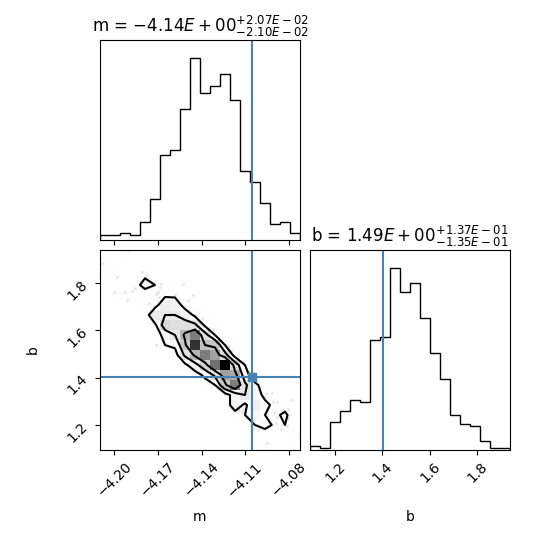 m = −4.14E+00+2.07E−02
−2.10E−02
b = 1.49E+00+1.37E−01
−1.35E−01
b
1.8
1.6
1.4
1.2
−4.20 −4.17 −4.14 −4.11 −4.08
1.2 1.4 1.6 1.8
m b